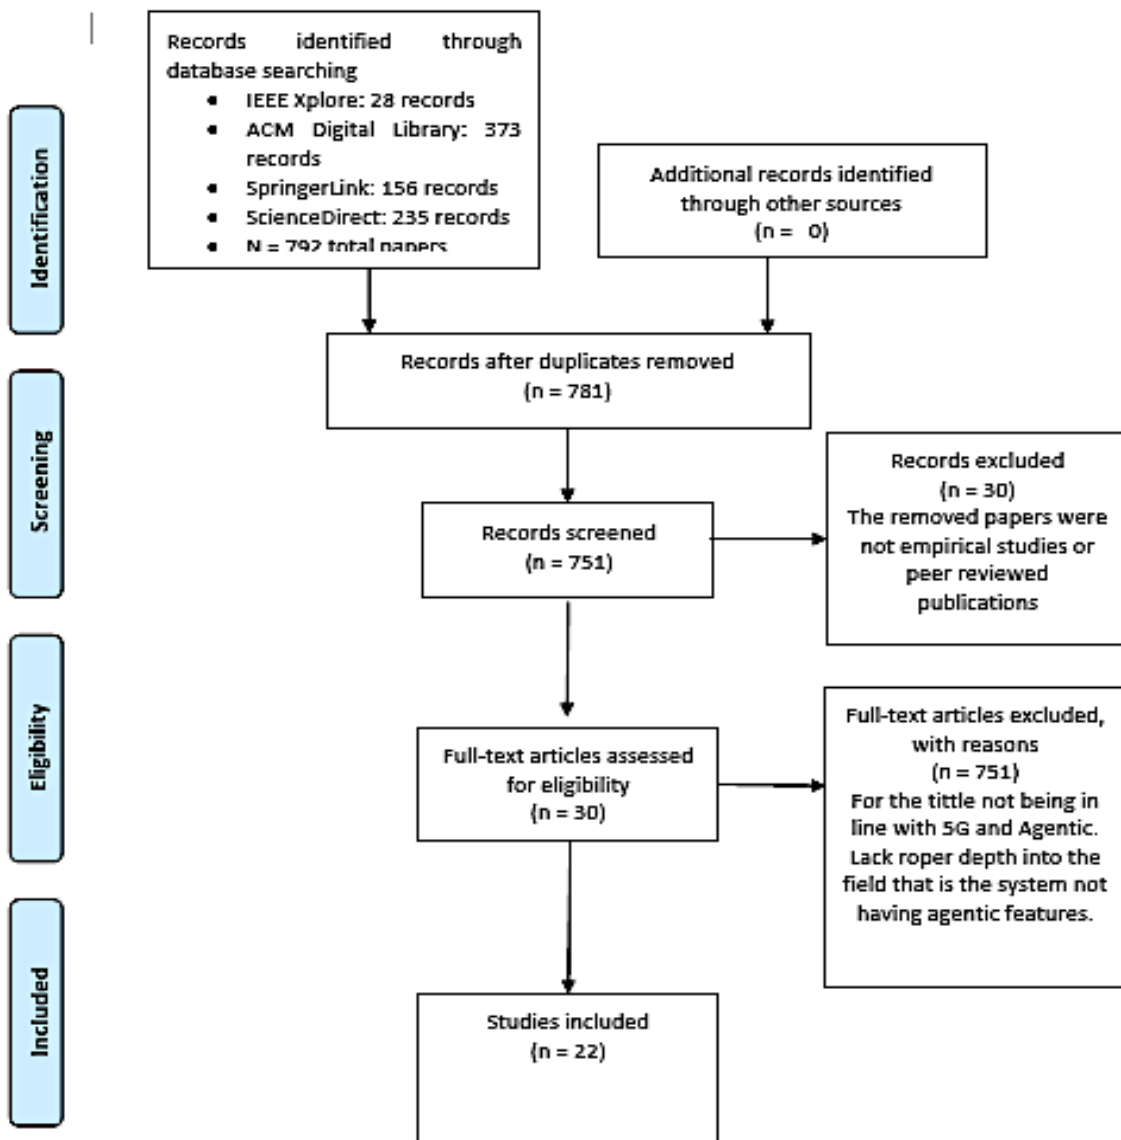 Records identified through
database searching
• IEEE Xplore: 28 records
• ACM Digital Library: 373
records
• SpringerLink: 156 records
• ScienceDirect: 235 records
• N = 792 total papers
Additional records identified
through other sources
(n = 0)
Identification
Records after duplicates removed
(n = 781)
Screening
Records screened
(n = 751)
Records excluded
(n = 30)
The removed papers were
not empirical studies or
peer reviewed
publications
Eligibility
Full-text articles assessed
for eligibility
(n = 30)
Full-text articles excluded,
with reasons
(n = 751)
For the tittle not being in
line with 5G and Agentic.
Lack roper depth into the
field that is the system not
having agentic features.
Included
Studies included
(n = 22)